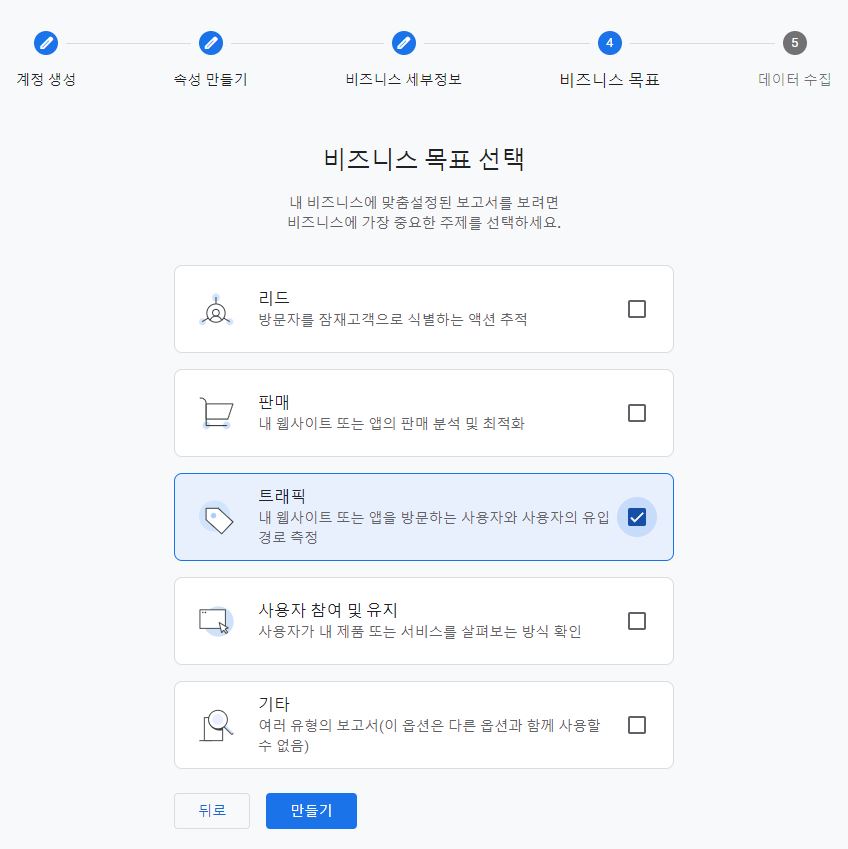 4
5
계정 생성
속성 만들기
비즈니스 세부정보
비즈니스 목표
데이터 수집
비즈니스 목표 선택
내 비즈니스에 맞춤설정된 보고서를 보려면
비즈니스에 가장 중요한 주제를 선택하세요.
리드
방문자를 잠재고객으로 식별하는 액션 추적
판매
내 웹사이트 또는 앱의 판매 분석 및 최적화
트래픽
내 웹사이트 또는 앱을 방문하는 사용자와 사용자의 유입
경로 측정
사용자 참여 및 유지
사용자가 내 제품 또는 서비스를 살펴보는 방식 확인
기타
여러 유형의 보고서(이 옵션은 다른 옵션과 함께 사용할
수 없음)
뒤로
만들기